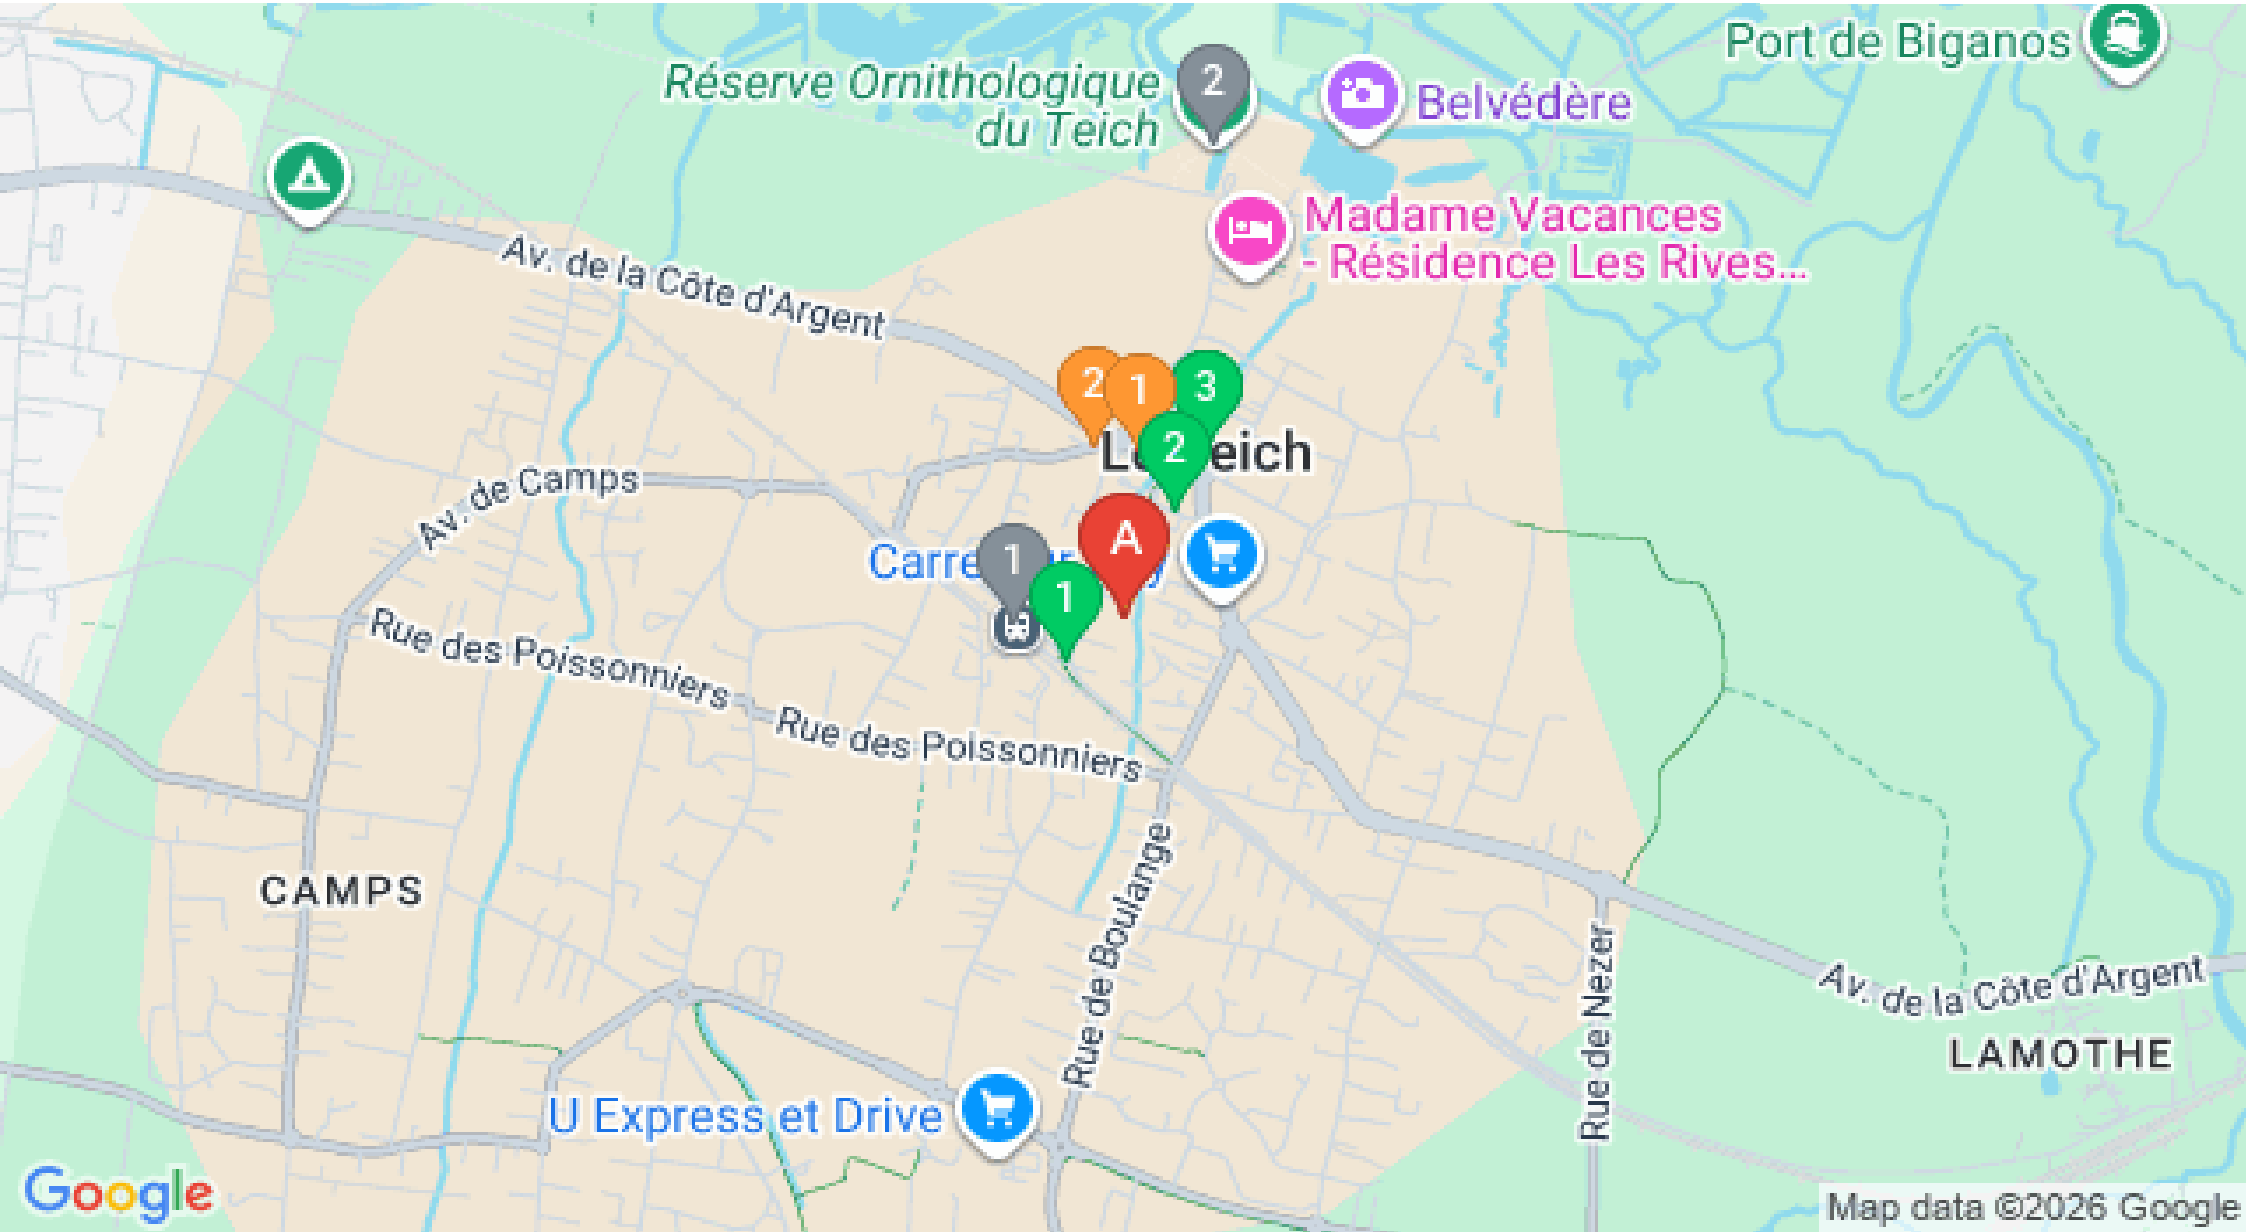 Port de Biganos
Réserve Ornithologique
du Teich
2
Belvédère
Madame Vacances
- Résidence Les Rives...
Av. de la Côte d'Argent
2
1
3
2
eich
Av. de Camps
A
1
1
Rue des Poissonniers
Rue des Poissonniers
CAMPS
Rue de Boulange
Rue de Nezer
Av. de la Côte d'Argent
LAMOTHE
U Express et Drive
Google
Map data ©2026 Google